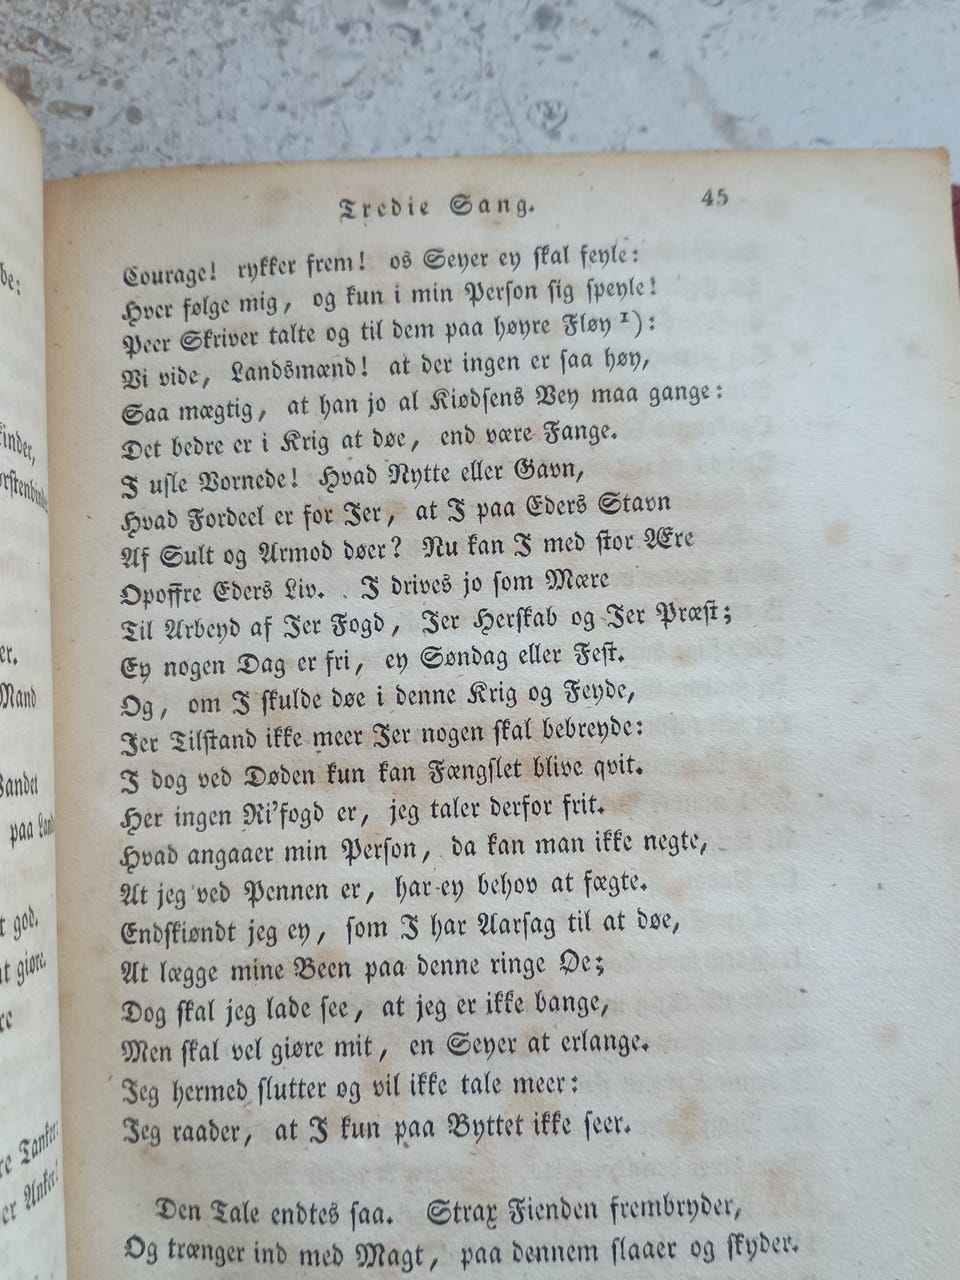 Tredie Sang. 45
Courage! rykker frem! os Seyer ey skal feyle:
Hver følge mig, og kun i min Person sig speyle!
Peer Skriver talte og til dem paa høyre Fløy ¹):
Vi vide, Landsmænd! at der ingen er saa høy,
Saa mægtig, at han jo al Kiødsens Vey maa gange:
Det bedre er i Krig at døe, end være Fange.
I usle Vornede! Hvad Nytte eller Gavn,
Hvad Fordeel er for Jer, at I paa Eders Stavn
Af Sult og Armod døer? Nu kan I med stor Ære
Opoffre Eders Liv. I drives jo som Mære
Til Arbeyd af Jer Fogd, Jer Herskab og Jer Præst;
Ey nogen Dag er fri, ey Søndag eller Fest.
Og, om I skulde døe i denne Krig og Feyde,
Jer Tilstand ikke meer Jer nogen skal bebreyde:
I dog ved Døden kun kan Fængslet blive qvit.
Her ingen Ri'fogd er, jeg taler derfor frit.
Hvad angaaer min Person, da kan man ikke negte,
At jeg ved Pennen er, har ey behov at fægte.
Endskiøndt jeg ey, som I har Aarsag til at døe,
At lægge mine Been paa denne ringe Øe;
Dog skal jeg lade see, at jeg er ikke bange,
Men skal vel giøre mit, en Seyer at erlange.
Jeg hermed slutter og vil ikke tale meer:
Jeg raader, at I kun paa Byttet ikke seer.
Den Tale endtes saa. Strax Fienden frembryder,
Og trænger ind med Magt, paa dennem slaaer og skyder.